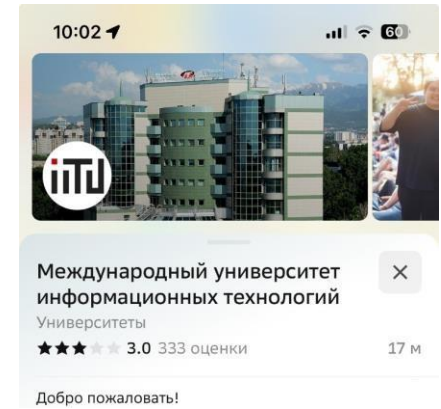 10:02
60
iiTU
Международный университет
информационных технологий
Университеты
3.0 333 оценки
17 м
Добро пожаловать!